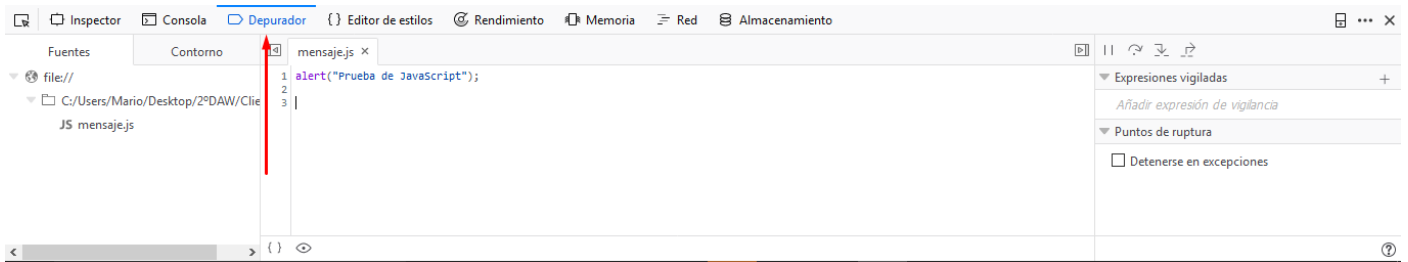 Inspector Consola Depurador { } Editor de estilos Rendimiento Memoria Red Almacenamiento
Fuentes Contorno mensaje.js ×
file:// 1 alert("Prueba de JavaScript"); Expresiones vigiladas +
2
C:/Users/Mario/Desktop/2ºDAW/Clie 3 Añadir expresión de vigilancia
JS mensaje.js Puntos de ruptura
Detenerse en excepciones
{ }